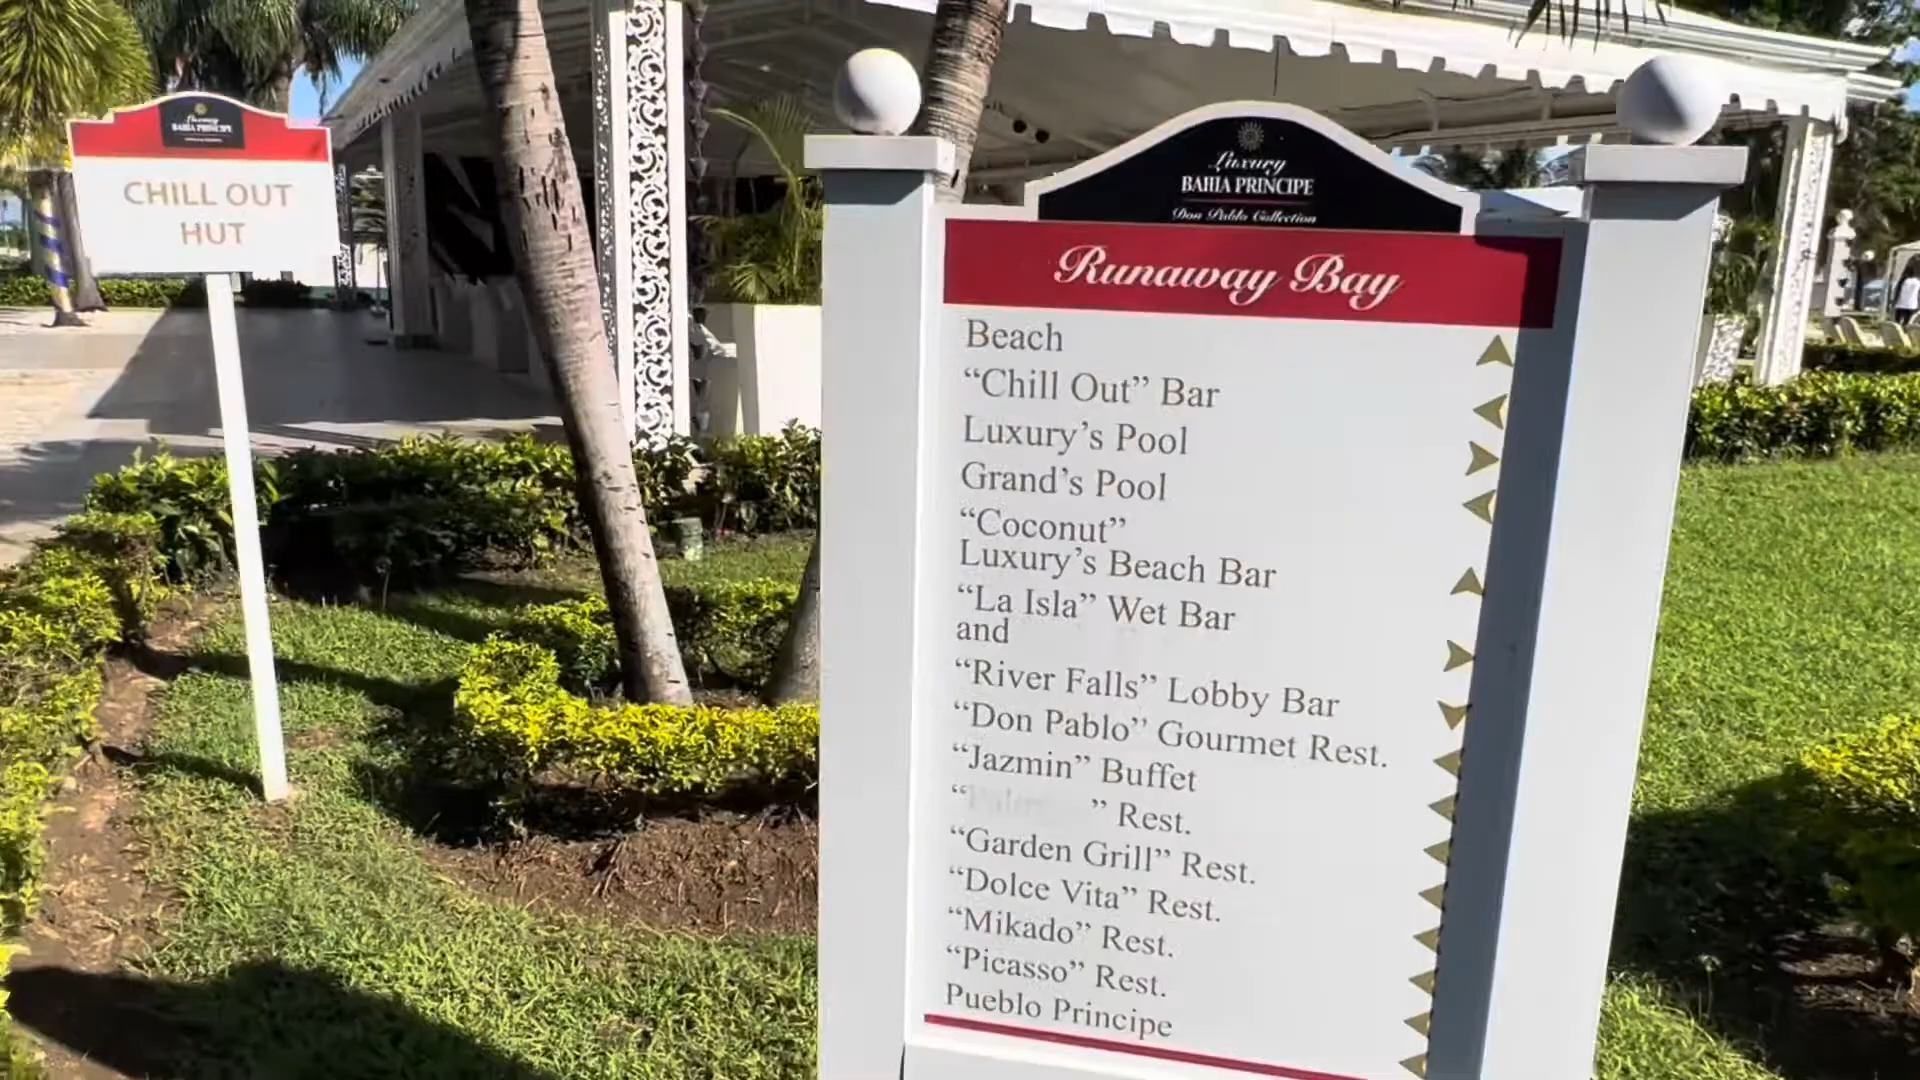 Luxury
BAHIA PRINCIPE
CHILL OUT
HUT
Luxury
BAHIA PRINCIPE
Don Pablo Collection
Runaway Bay
Beach
“Chill Out” Bar
Luxury’s Pool
Grand’s Pool
“Coconut”
Luxury’s Beach Bar
“La Isla” Wet Bar
and
“River Falls” Lobby Bar
“Don Pablo” Gourmet Rest.
“Jazmin” Buffet
“ ” Rest.
“Garden Grill” Rest.
“Dolce Vita” Rest.
“Mikado” Rest.
“Picasso” Rest.
Pueblo Principe